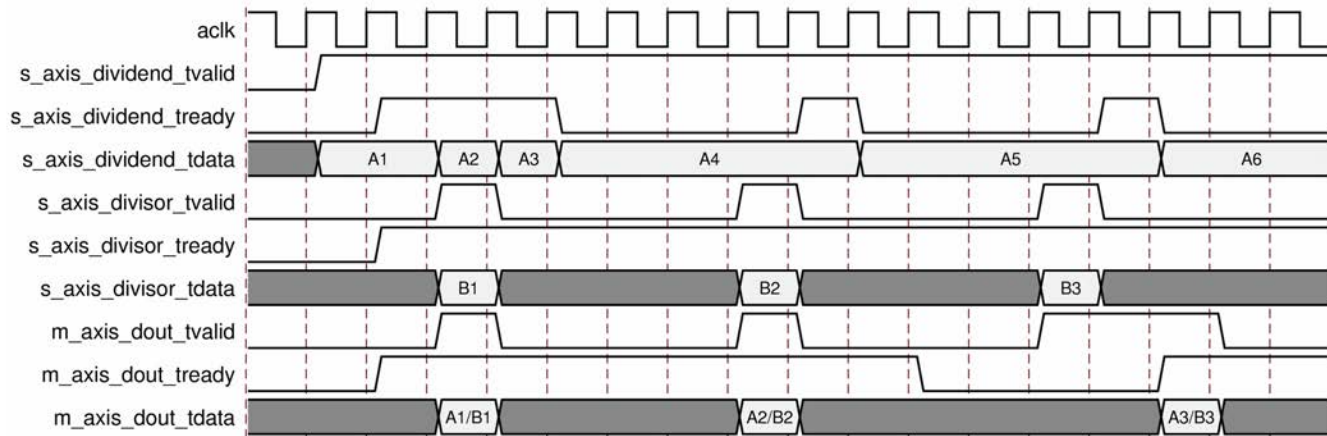 aclk
s_axis_dividend_tvalid
s_axis_dividend_tready
s_axis_dividend_tdata A1 A2 A3 A4 A5 A6
s_axis_divisor_tvalid
s_axis_divisor_tready
s_axis_divisor_tdata B1 B2 B3
m_axis_dout_tvalid
m_axis_dout_tready
m_axis_dout_tdata A1/B1 A2/B2 A3/B3